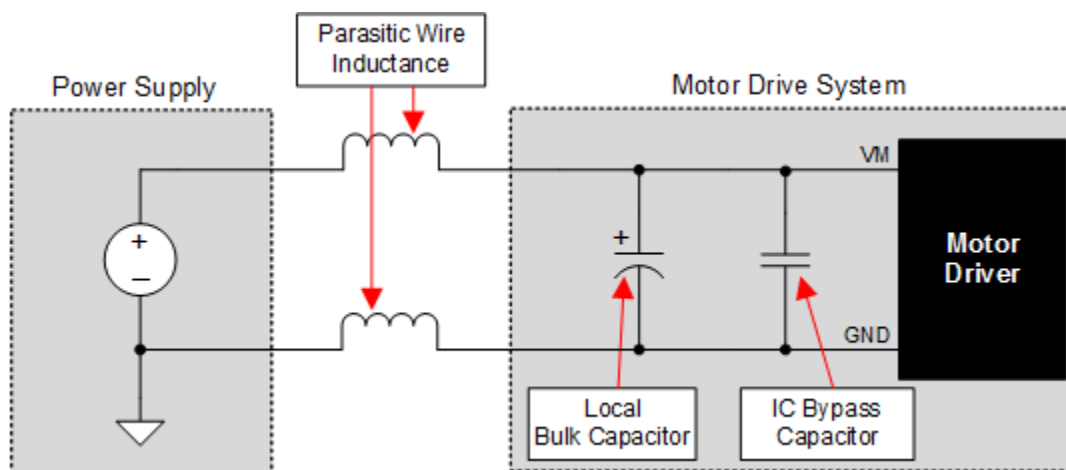 Parasitic Wire
Inductance
Power Supply
Motor Drive System
VM
+
−
+
Motor
Driver
GND
Local
Bulk Capacitor
IC Bypass
Capacitor